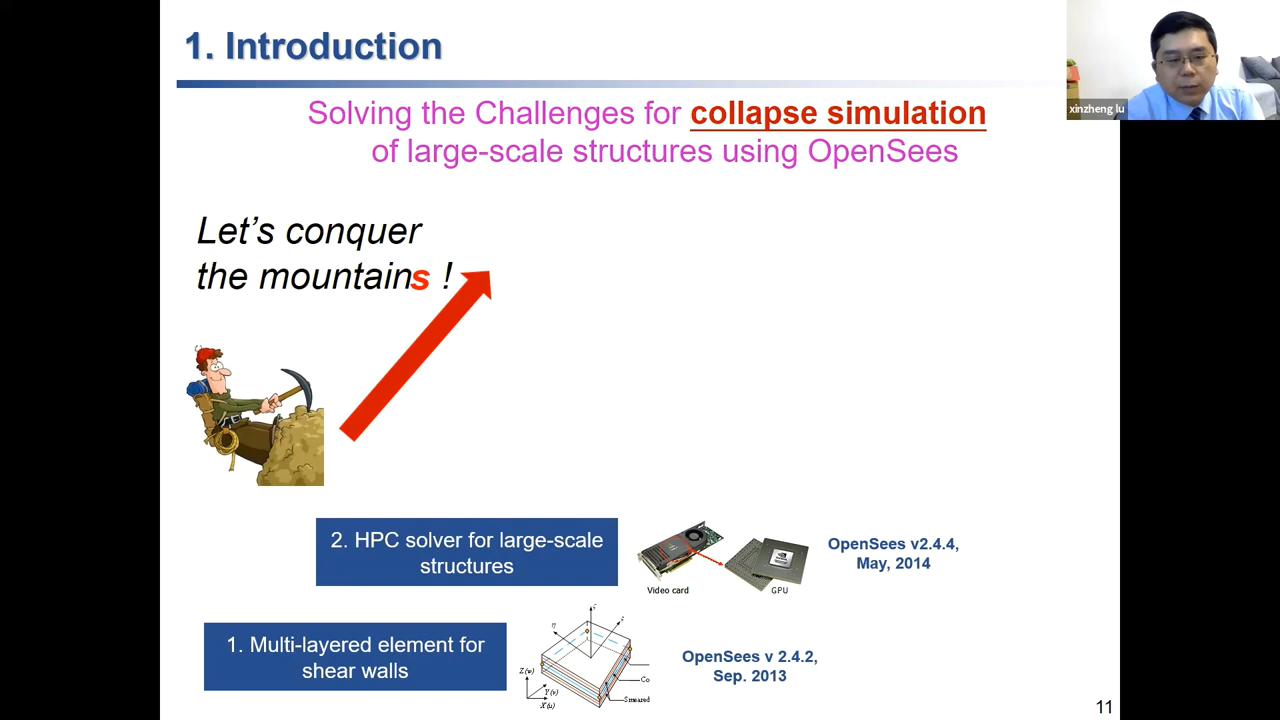 1. Introduction
xinzheng lu
Solving the Challenges for collapse simulation
of large-scale structures using OpenSees
Let's conquer
the mountains !
2. HPC solver for large-scale
structures
Video card
GPU
OpenSees v2.4.4,
May, 2014
1. Multi-layered element for
shear walls
ζ
η
ξ
Z(w)
Y(v)
X(u)
Co
Smeared
OpenSees v 2.4.2,
Sep. 2013
11